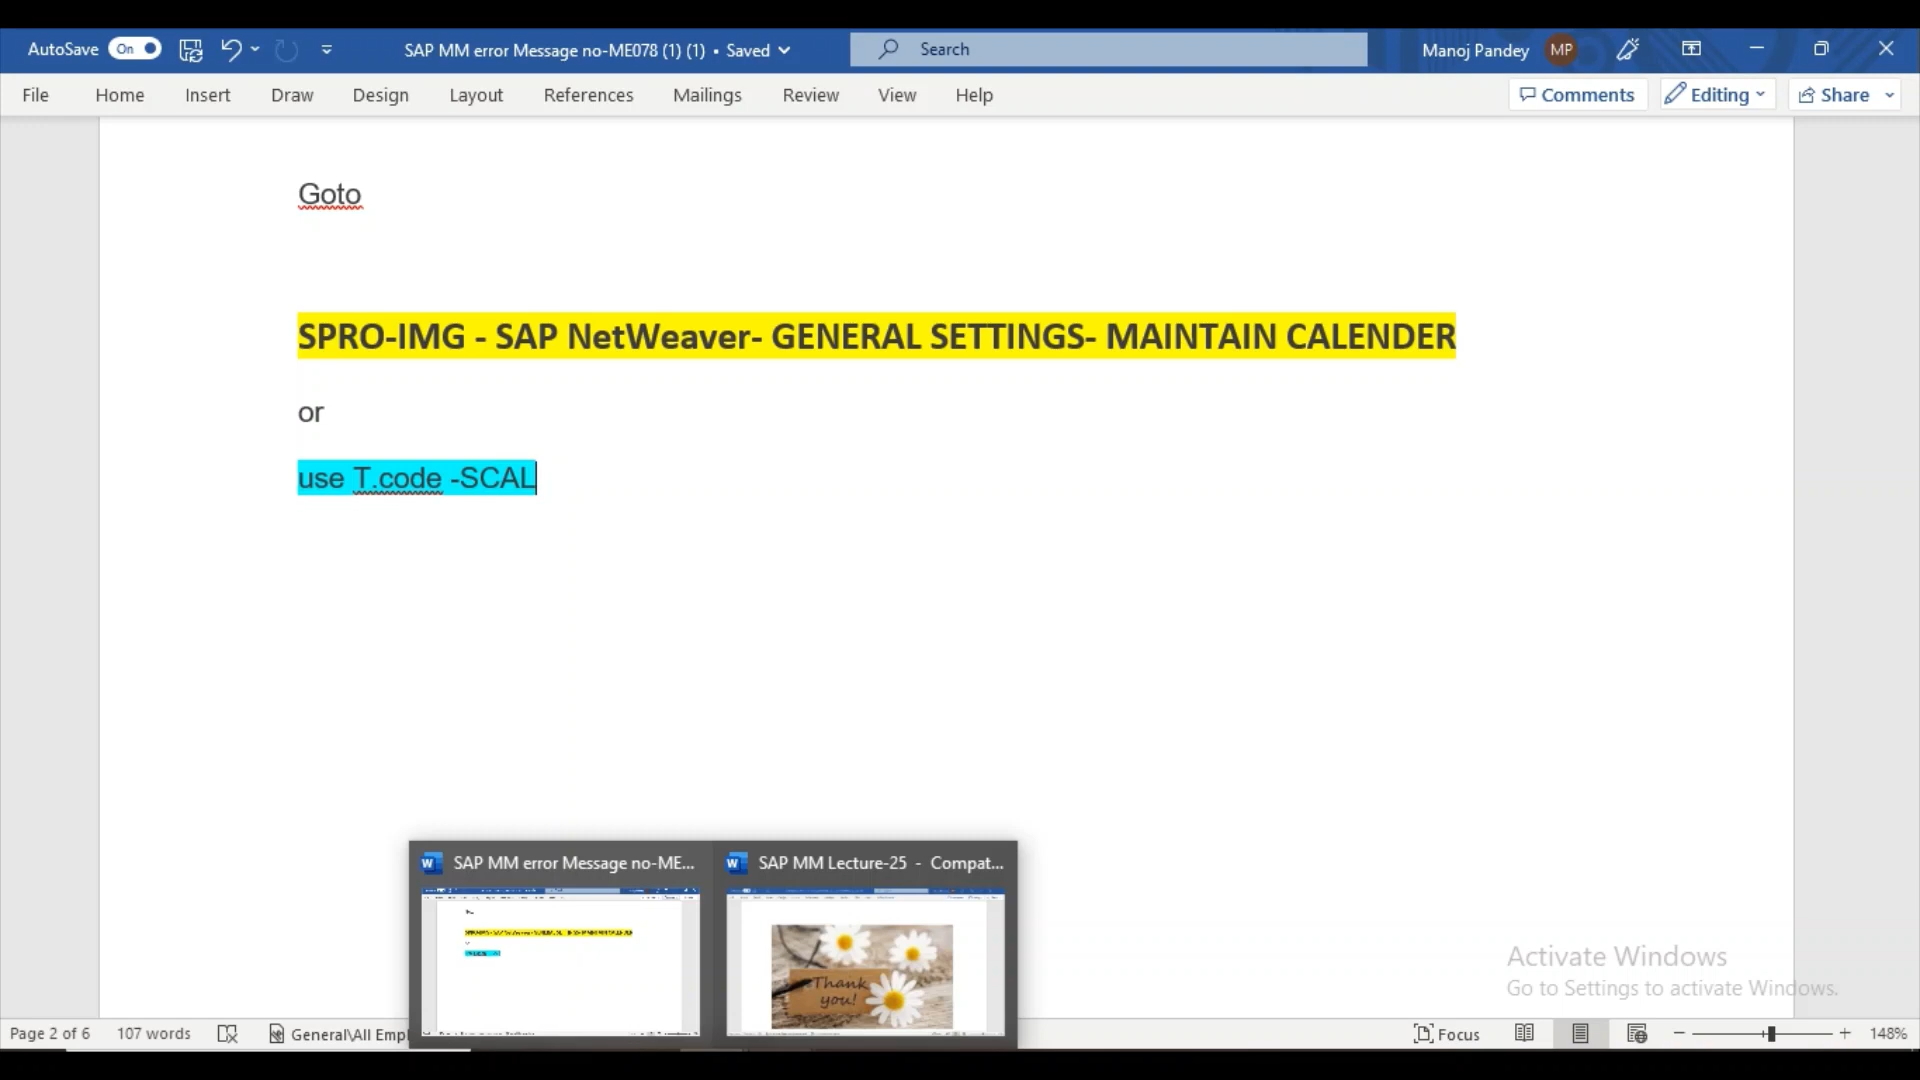 AutoSave On SAP MM error Message no-ME078 (1) (1) • Saved Search Manoj Pandey MP
File Home Insert Draw Design Layout References Mailings Review View Help Comments Editing Share
Goto
SPRO-IMG - SAP NetWeaver- GENERAL SETTINGS- MAINTAIN CALENDER
or
use T.code -SCAL
SAP MM error Message no-ME... SAP MM Lecture-25 - Compat...
Thank
you!
Activate Windows
Go to Settings to activate Windows.
Page 2 of 6 107 words General\All Empl Focus 148%